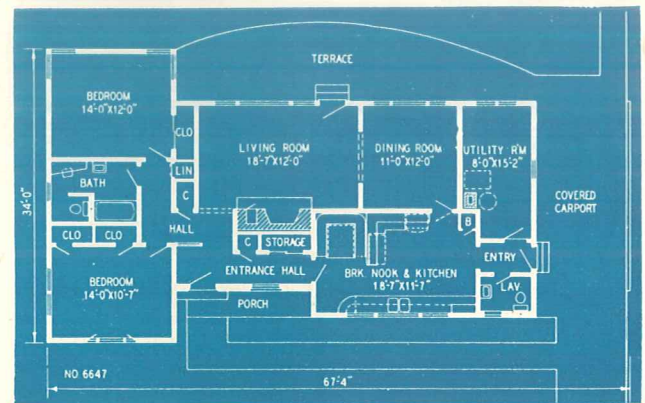 TERRACE
BEDROOM
14'-0"X12'-0"
CLO
LIVING ROOM
18'-7"X12'-0"
DINING ROOM
11'-0"X12'-0"
UTILITY R'M
8'-0"X15'-2"
LIN
BATH
C
COVERED
CARPORT
34'-0"
HALL
B
CLO
CLO
C
STORAGE
ENTRY
ENTRANCE HALL
BRK. NOOK & KITCHEN
18'-7"X11'-7"
BEDROOM
14'-0"X10'-7"
LAV.
PORCH
NO 6647
67'-4"